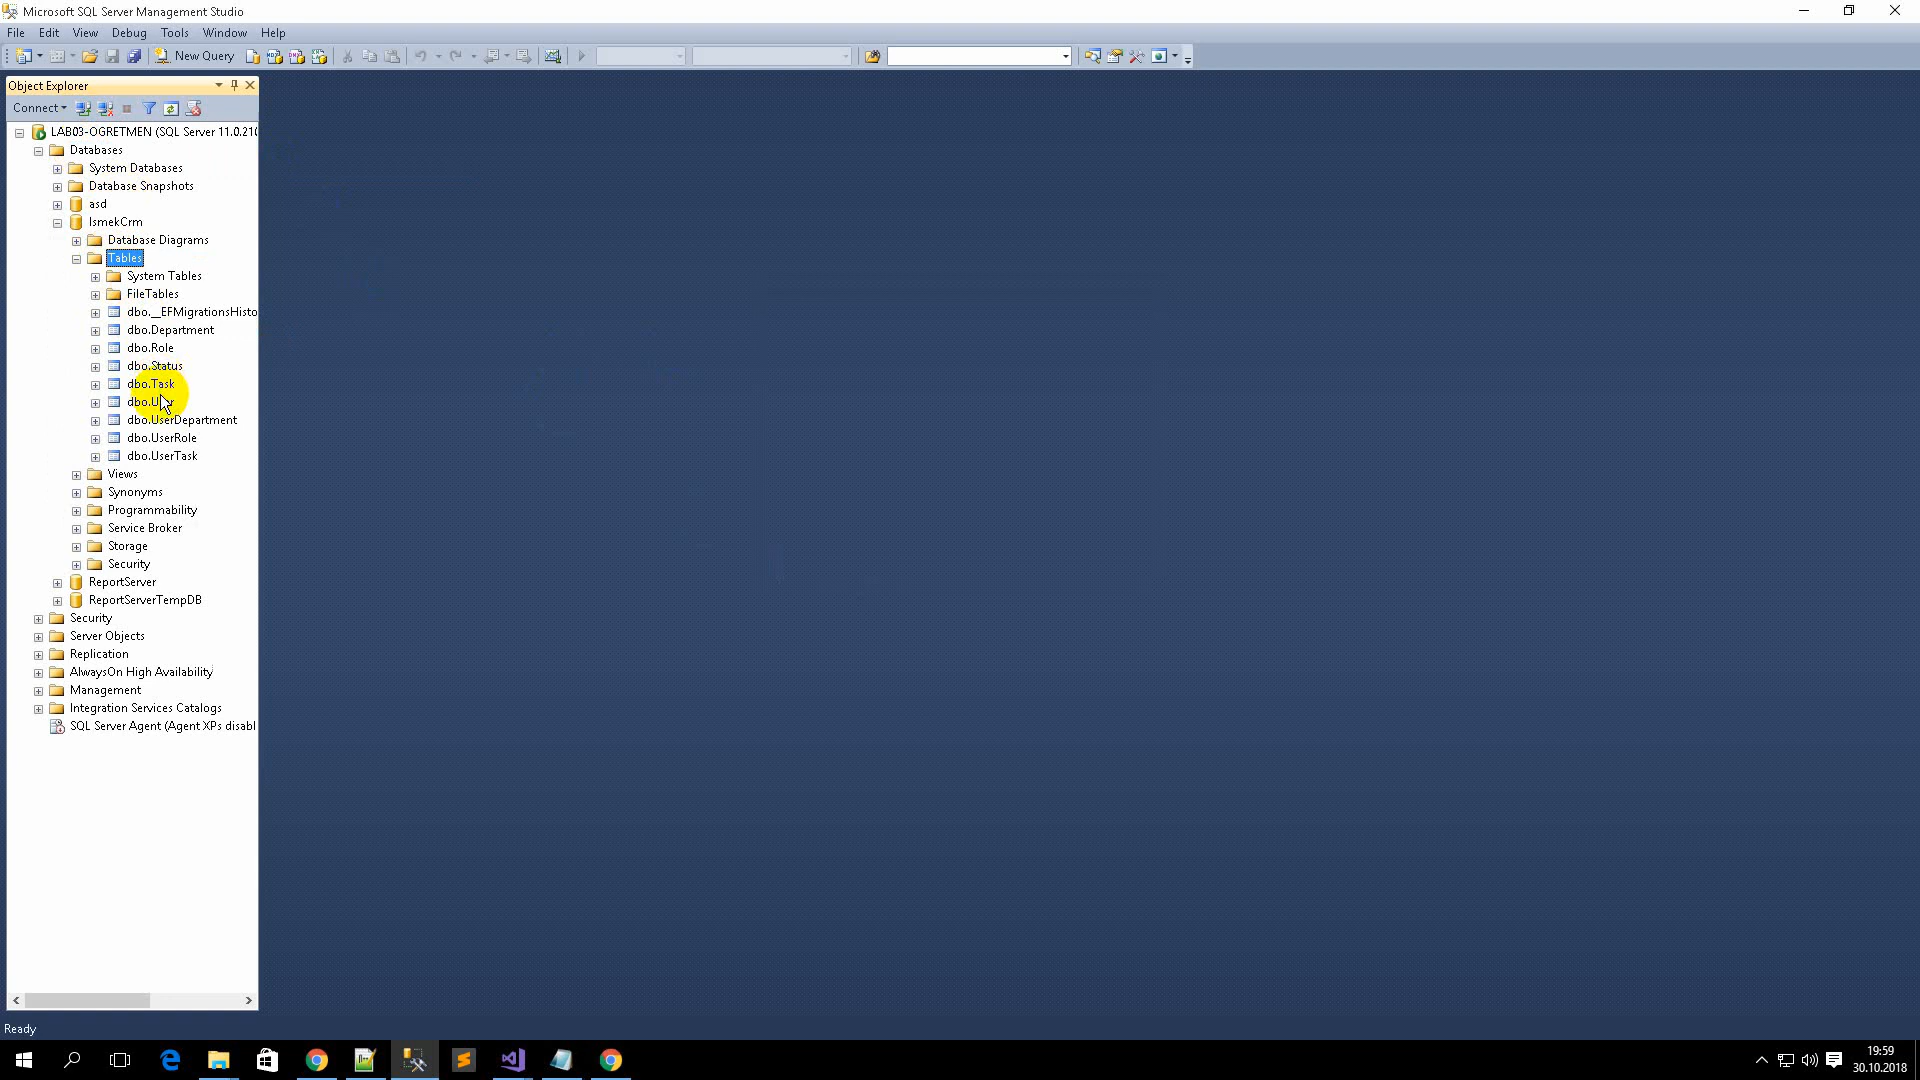 Microsoft SQL Server Management Studio
File Edit View Debug Tools Window Help
New Query
Object Explorer
Connect
LAB03-OGRETMEN (SQL Server 11.0.210
Databases
System Databases
Database Snapshots
asd
IsmekCrm
Database Diagrams
Tables
System Tables
FileTables
dbo.__EFMigrationsHisto
dbo.Department
dbo.Role
dbo.Status
dbo.Task
dbo.User
dbo.UserDepartment
dbo.UserRole
dbo.UserTask
Views
Synonyms
Programmability
Service Broker
Storage
Security
ReportServer
ReportServerTempDB
Security
Server Objects
Replication
AlwaysOn High Availability
Management
Integration Services Catalogs
SQL Server Agent (Agent XPs disabl
Ready
19:59
30.10.2018